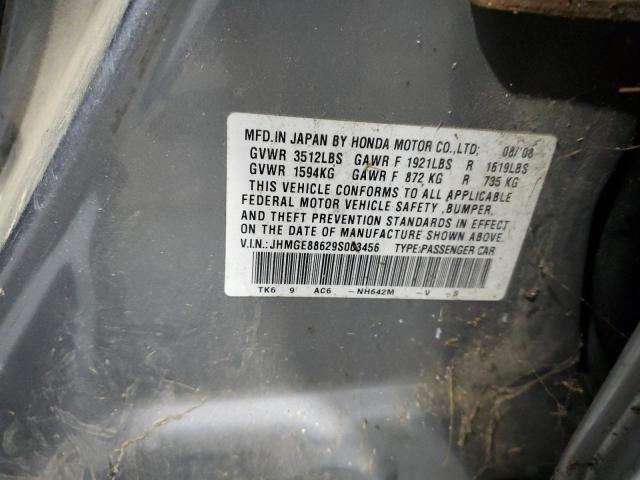 MFD. IN JAPAN BY HONDA MOTOR CO., LTD. 08/'08
GVWR 3512LBS GAWR F 1921LBS R 1619LBS
GVWR 1594KG GAWR F 872 KG R 735 KG
THIS VEHICLE CONFORMS TO ALL APPLICABLE
FEDERAL MOTOR VEHICLE SAFETY, BUMPER,
AND THEFT PREVENTION STANDARDS IN EFFECT
ON THE DATE OF MANUFACTURE SHOWN ABOVE.
V.I.N.: JHMGE88629S003456 TYPE:PASSENGER CAR
TK6 9 AC6 -NH642M -V -S